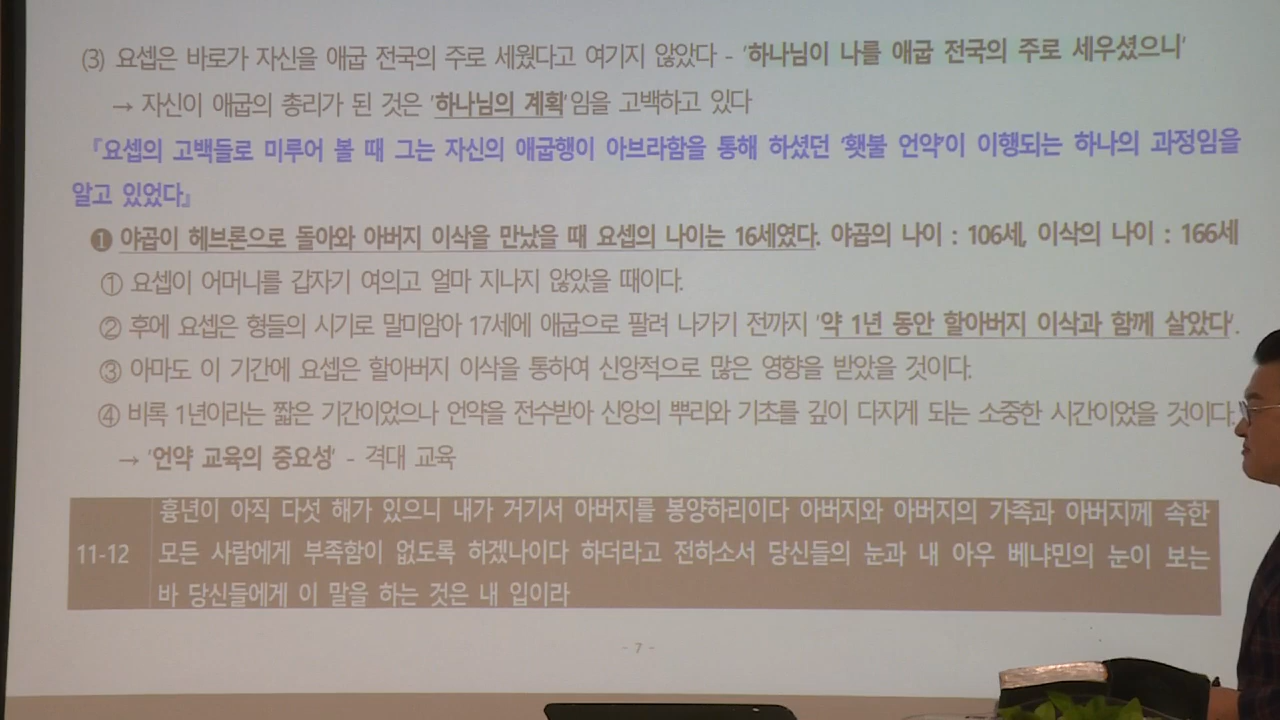 (3) 요셉은 바로가 자신을 애굽 전국의 주로 세웠다고 여기지 않았다 - '하나님이 나를 애굽 전국의 주로 세우셨으니'
→ 자신이 애굽의 총리가 된 것은 '하나님의 계획'임을 고백하고 있다
『요셉의 고백들로 미루어 볼 때 그는 자신의 애굽행이 아브라함을 통해 하셨던 '횃불 언약'이 이행되는 하나의 과정임을
알고 있었다』
❶ 야곱이 헤브론으로 돌아와 아버지 이삭을 만났을 때 요셉의 나이는 16세였다. 야곱의 나이 : 106세, 이삭의 나이 : 166세
① 요셉이 어머니를 갑자기 여의고 얼마 지나지 않았을 때이다.
② 후에 요셉은 형들의 시기로 말미암아 17세에 애굽으로 팔려 나가기 전까지 '약 1년 동안 할아버지 이삭과 함께 살았다'.
③ 아마도 이 기간에 요셉은 할아버지 이삭을 통하여 신앙적으로 많은 영향을 받았을 것이다.
④ 비록 1년이라는 짧은 기간이었으나 언약을 전수받아 신앙의 뿌리와 기초를 깊이 다지게 되는 소중한 시간이었을 것이다.
→ '언약 교육의 중요성' - 격대 교육
흉년이 아직 다섯 해가 있으니 내가 거기서 아버지를 봉양하리이다 아버지와 아버지의 가족과 아버지께 속한
11-12 모든 사람에게 부족함이 없도록 하겠나이다 하더라고 전하소서 당신들의 눈과 내 아우 베냐민의 눈이 보는
바 당신들에게 이 말을 하는 것은 내 입이라
- 7 -